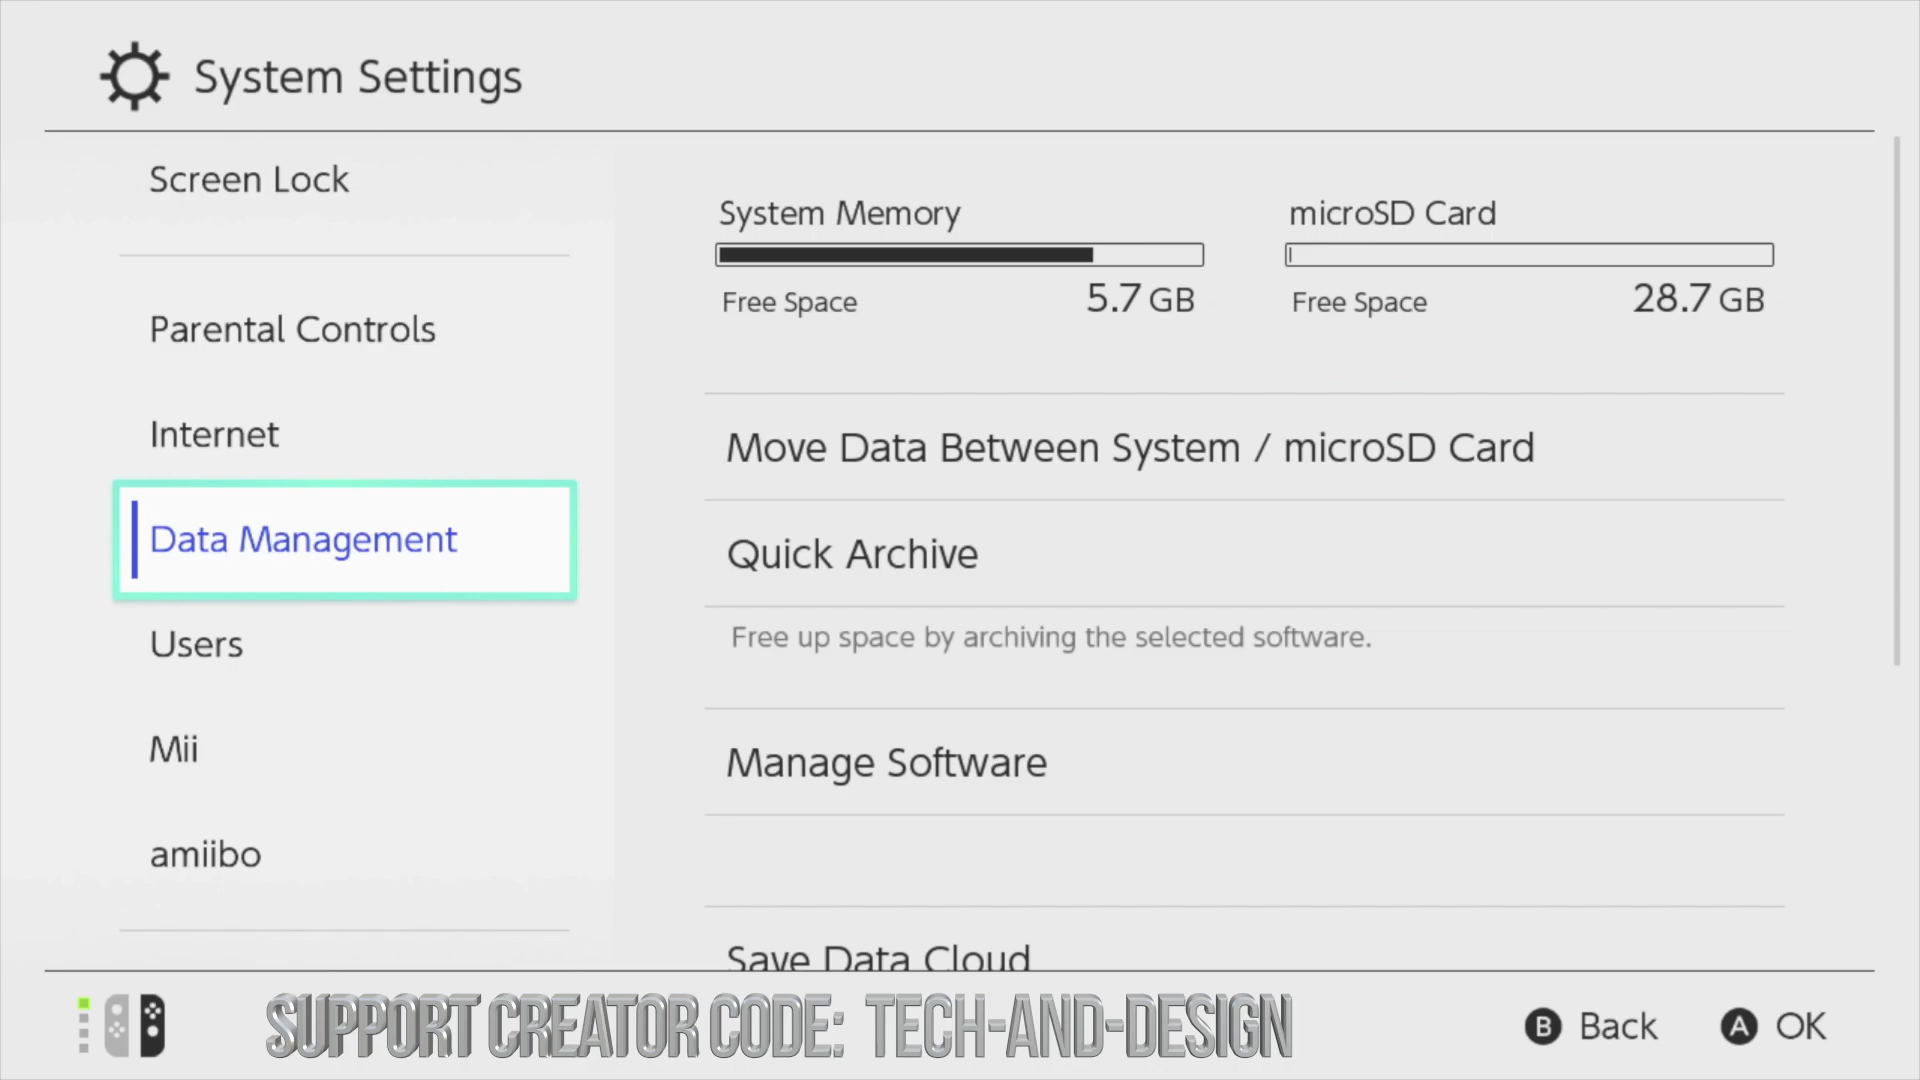 System Settings
Screen Lock
Parental Controls
Internet
Data Management
Users
Mii
amiibo
System Memory
Free Space 5.7 GB
microSD Card
Free Space 28.7 GB
Move Data Between System / microSD Card
Quick Archive
Free up space by archiving the selected software.
Manage Software
Save Data Cloud
SUPPORT CREATOR CODE: TECH-AND-DESIGN
B Back
A OK